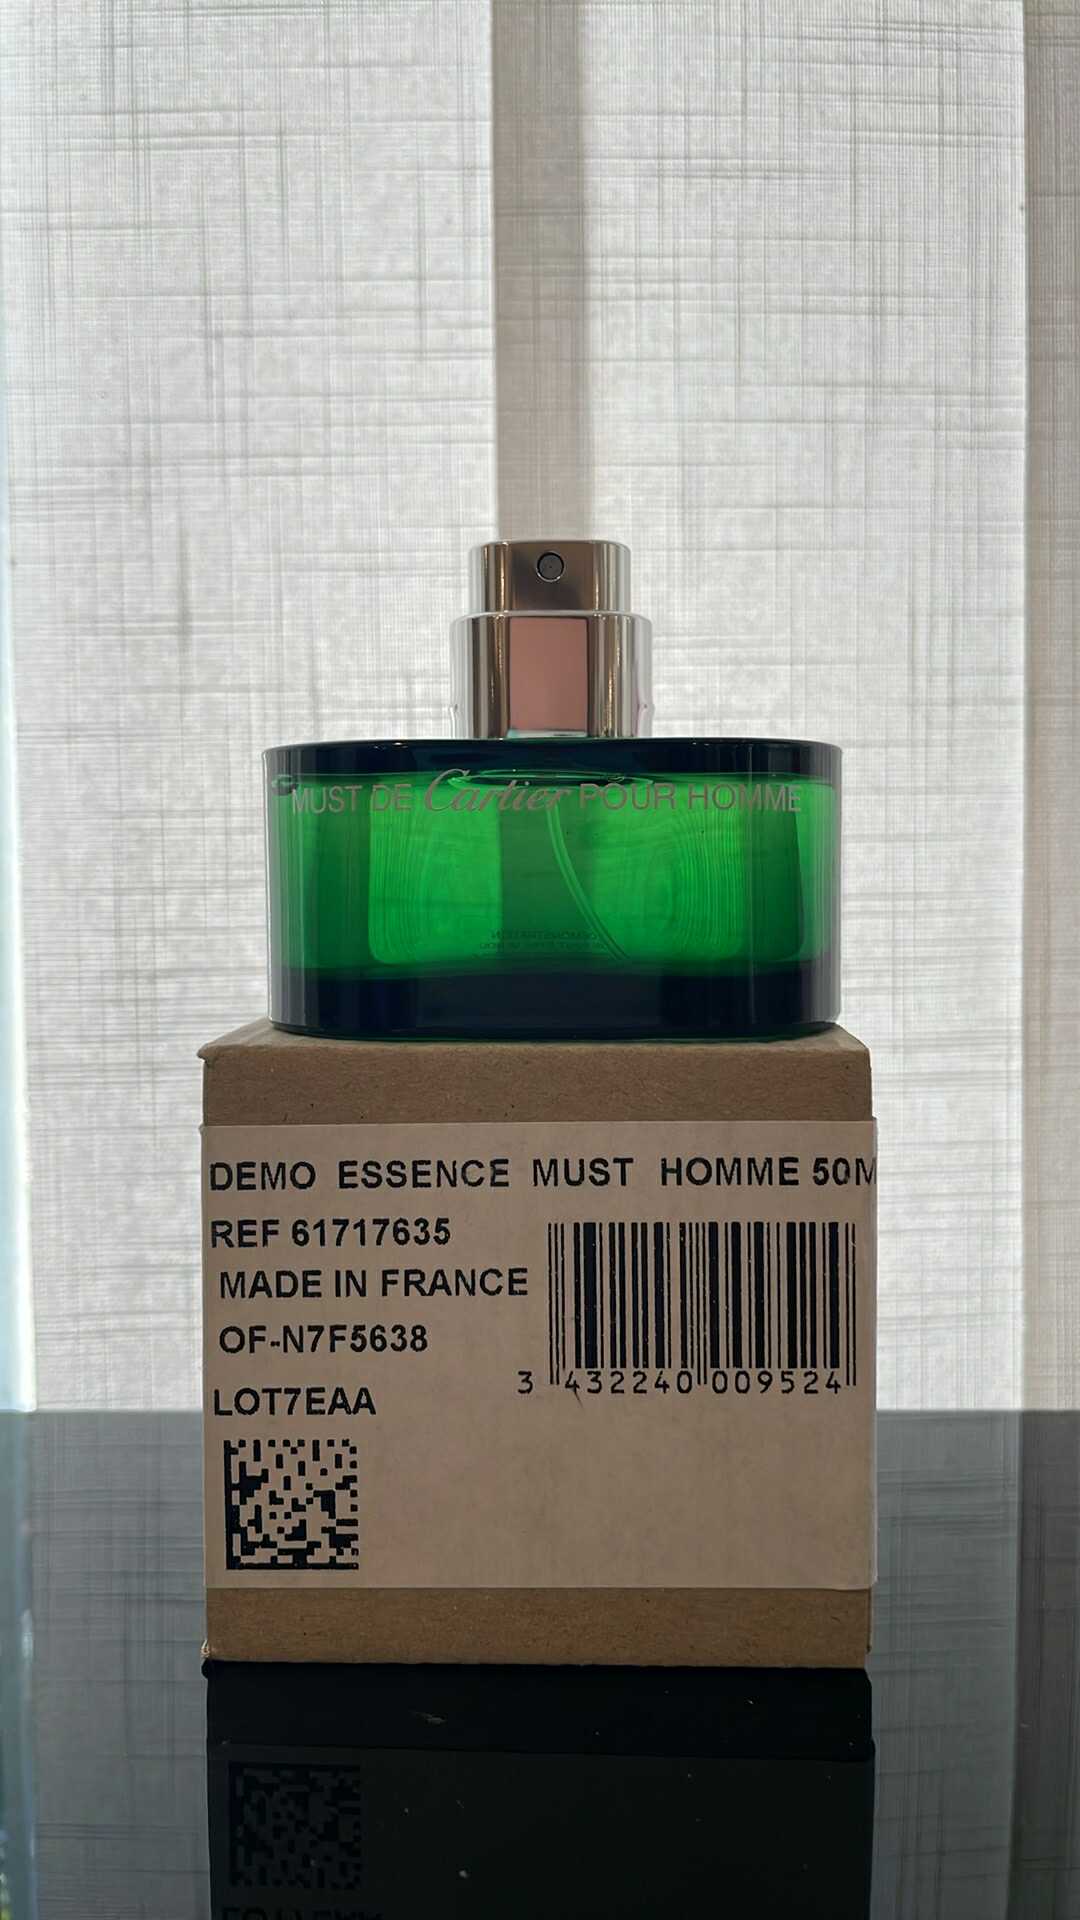 MUST DE Cartier POUR HOMME
DEMO ESSENCE MUST HOMME 50M
REF 61717635
MADE IN FRANCE
OF-N7F5638
3 432240 009524
LOT7EAA